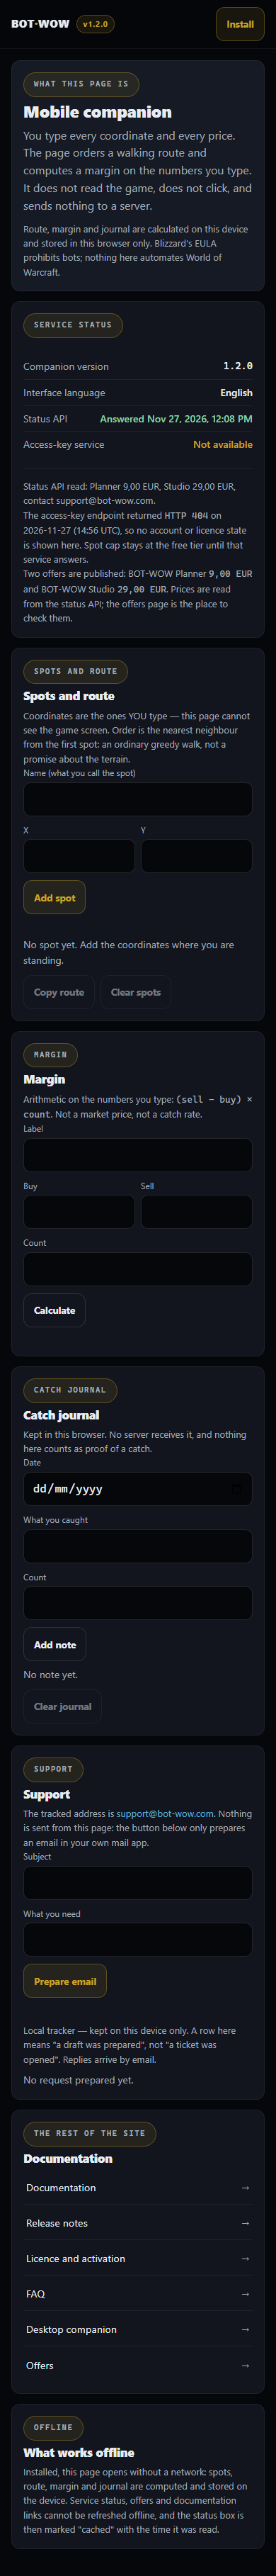 BOT·WOW v1.2.0 Install
WHAT THIS PAGE IS
Mobile companion
You type every coordinate and every price.
The page orders a walking route and
computes a margin on the numbers you type.
It does not read the game, does not click, and
sends nothing to a server.
Route, margin and journal are calculated on this device
and stored in this browser only. Blizzard's EULA
prohibits bots; nothing here automates World of
Warcraft.
SERVICE STATUS
Companion version 1.2.0
Interface language English
Status API Answered Nov 27, 2026, 12:08 PM
Access-key service Not available
Status API read: Planner 9,00 EUR, Studio 29,00 EUR,
contact support@bot-wow.com.
The access-key endpoint returned HTTP 404 on
2026-11-27 (14:56 UTC), so no account or licence state
is shown here. Spot cap stays at the free tier until that
service answers.
Two offers are published: BOT-WOW Planner 9,00 EUR
and BOT-WOW Studio 29,00 EUR. Prices are read
from the status API; the offers page is the place to
check them.
SPOTS AND ROUTE
Spots and route
Coordinates are the ones YOU type — this page cannot
see the game screen. Order is the nearest neighbour
from the first spot: an ordinary greedy walk, not a
promise about the terrain.
Name (what you call the spot)
X Y
Add spot
No spot yet. Add the coordinates where you are
standing.
Copy route Clear spots
MARGIN
Margin
Arithmetic on the numbers you type: (sell − buy) ×
count. Not a market price, not a catch rate.
Label
Buy Sell
Count
Calculate
CATCH JOURNAL
Catch journal
Kept in this browser. No server receives it, and nothing
here counts as proof of a catch.
Date
dd/mm/yyyy
What you caught
Count
Add note
No note yet.
Clear journal
SUPPORT
Support
The tracked address is support@bot-wow.com. Nothing
is sent from this page: the button below only prepares
an email in your own mail app.
Subject
What you need
Prepare email
Local tracker — kept on this device only. A row here
means "a draft was prepared", not "a ticket was
opened". Replies arrive by email.
No request prepared yet.
THE REST OF THE SITE
Documentation
Documentation →
Release notes →
Licence and activation →
FAQ →
Desktop companion →
Offers →
OFFLINE
What works offline
Installed, this page opens without a network: spots,
route, margin and journal are computed and stored on
the device. Service status, offers and documentation
links cannot be refreshed offline, and the status box is
then marked "cached" with the time it was read.